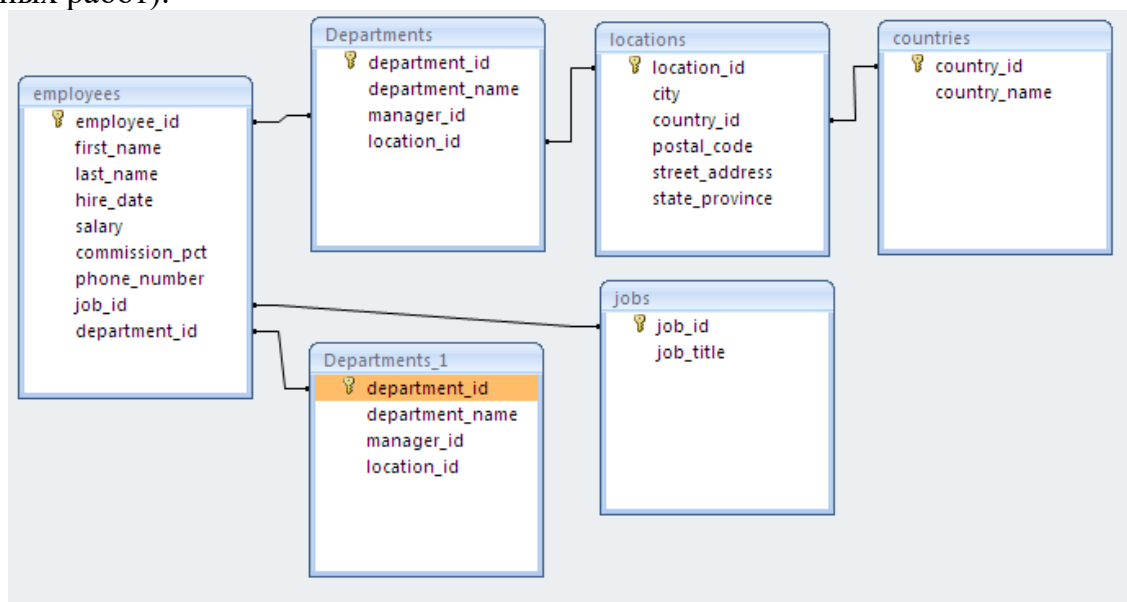 ных работ).
employees
employee_id
first_name
last_name
hire_date
salary
commission_pct
phone_number
job_id
department_id
Departments
department_id
department_name
manager_id
location_id
locations
location_id
city
country_id
postal_code
street_address
state_province
countries
country_id
country_name
Departments_1
department_id
department_name
manager_id
location_id
jobs
job_id
job_title